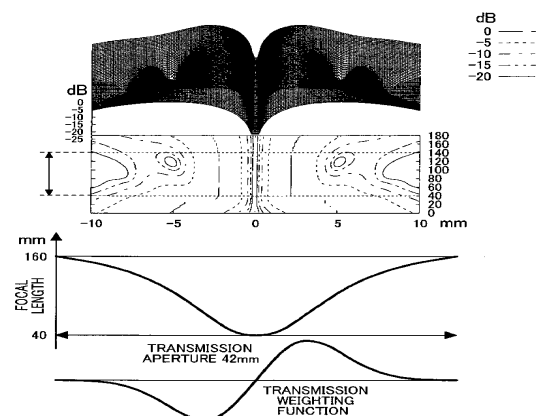 dB
0
-5
-10
-15
-20
dB
0
-5
-10
-15
-20
-25
180
160
140
120
100
80
60
40
20
0
-10
-5
0
5
10
mm
mm
160
FOCAL
LENGTH
40
TRANSMISSION
APERTURE 42mm
TRANSMISSION
WEIGHTING
FUNCTION